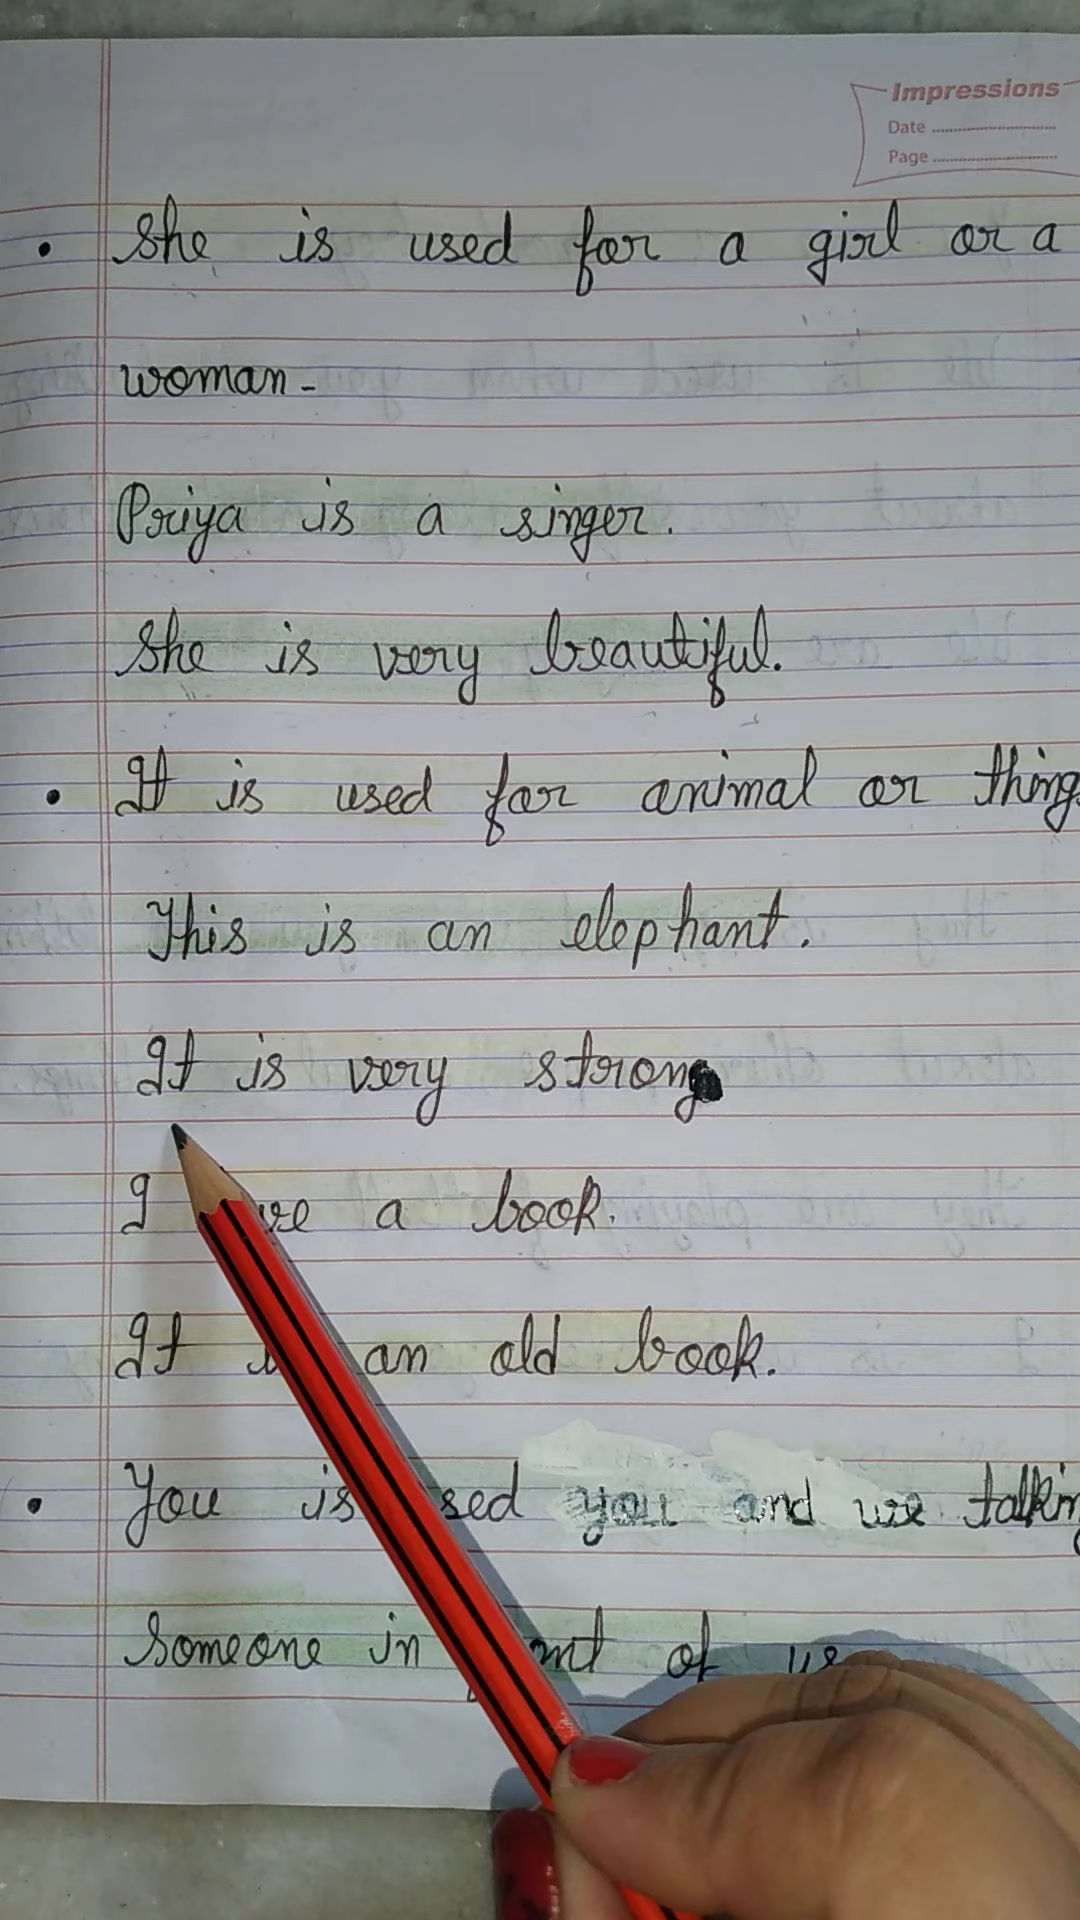 Impressions
Date
Page
She is used for a girl or a
woman -
Priya is a singer.
She is very beautiful.
It is used for animal or thing
This is an elephant.
It is very strong
I a book.
It an old book.
You is you and we talking
Someone in of us